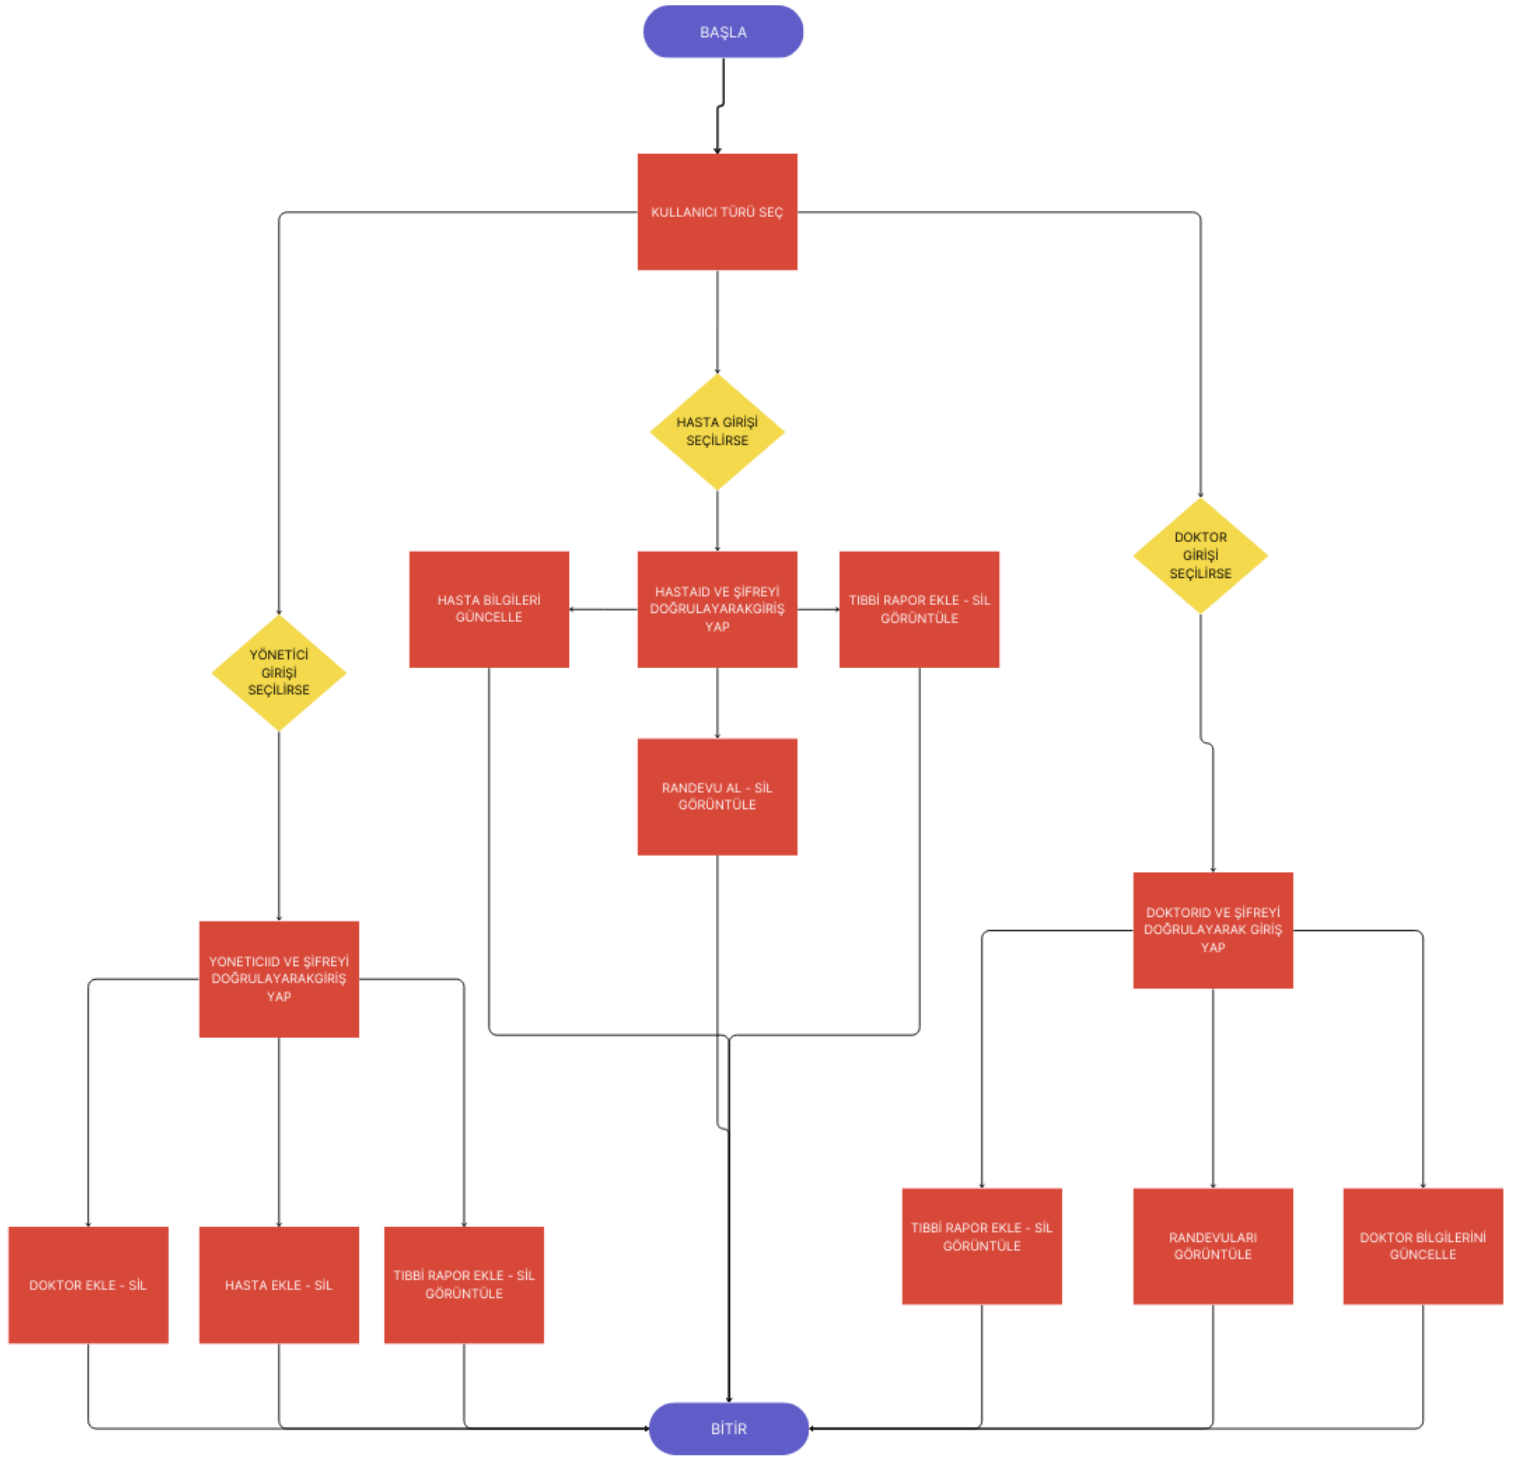 BAŞLA
KULLANICI TÜRÜ SEÇ
HASTA GİRİŞİ
SEÇİLİRSE
DOKTOR
GİRİŞİ
SEÇİLİRSE
HASTA BİLGİLERİ
GÜNCELLE
HASTAID VE ŞİFREYİ
DOĞRULAYARAKGİRİŞ
YAP
TIBBİ RAPOR EKLE - SİL
GÖRÜNTÜLE
YÖNETİCİ
GİRİŞİ
SEÇİLİRSE
RANDEVU AL - SİL
GÖRÜNTÜLE
DOKTORID VE ŞİFREYİ
DOĞRULAYARAK GİRİŞ
YAP
YONETICIID VE ŞİFREYİ
DOĞRULAYARAKGİRİŞ
YAP
TIBBİ RAPOR EKLE - SİL
GÖRÜNTÜLE
RANDEVULARI
GÖRÜNTÜLE
DOKTOR BİLGİLERİNİ
GÜNCELLE
DOKTOR EKLE - SİL
HASTA EKLE - SİL
TIBBİ RAPOR EKLE - SİL
GÖRÜNTÜLE
BİTİR